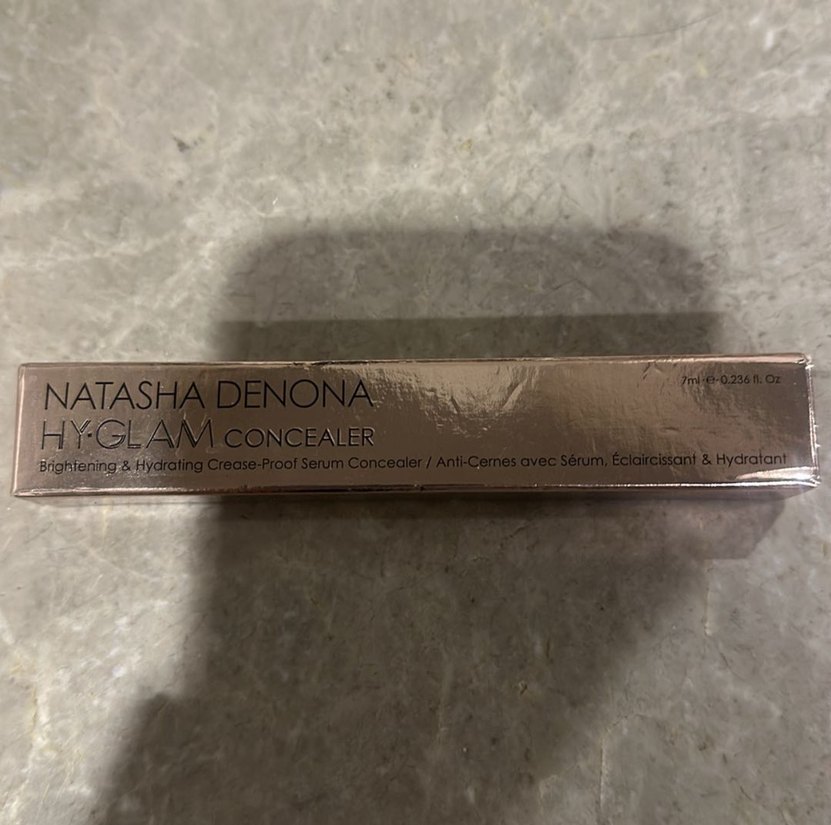 NATASHA DENONA
HY·GLAM CONCEALER
7ml ℮ 0.236 fl. Oz
Brightening & Hydrating Crease-Proof Serum Concealer / Anti-Cernes avec Sérum, Éclaircissant & Hydratant